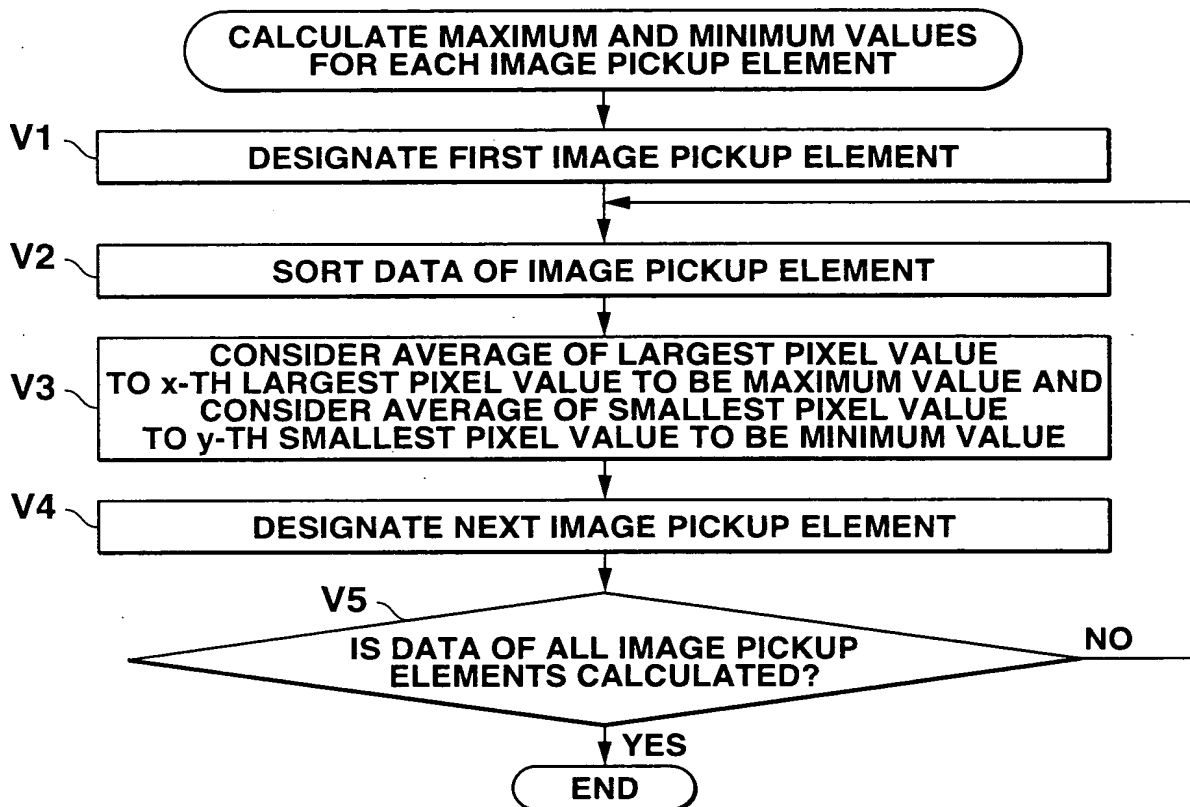 CALCULATE MAXIMUM AND MINIMUM VALUES
FOR EACH IMAGE PICKUP ELEMENT
V1
DESIGNATE FIRST IMAGE PICKUP ELEMENT
V2
SORT DATA OF IMAGE PICKUP ELEMENT
V3
CONSIDER AVERAGE OF LARGEST PIXEL VALUE
TO x-TH LARGEST PIXEL VALUE TO BE MAXIMUM VALUE AND
CONSIDER AVERAGE OF SMALLEST PIXEL VALUE
TO y-TH SMALLEST PIXEL VALUE TO BE MINIMUM VALUE
V4
DESIGNATE NEXT IMAGE PICKUP ELEMENT
V5
IS DATA OF ALL IMAGE PICKUP
ELEMENTS CALCULATED?
NO
YES
END